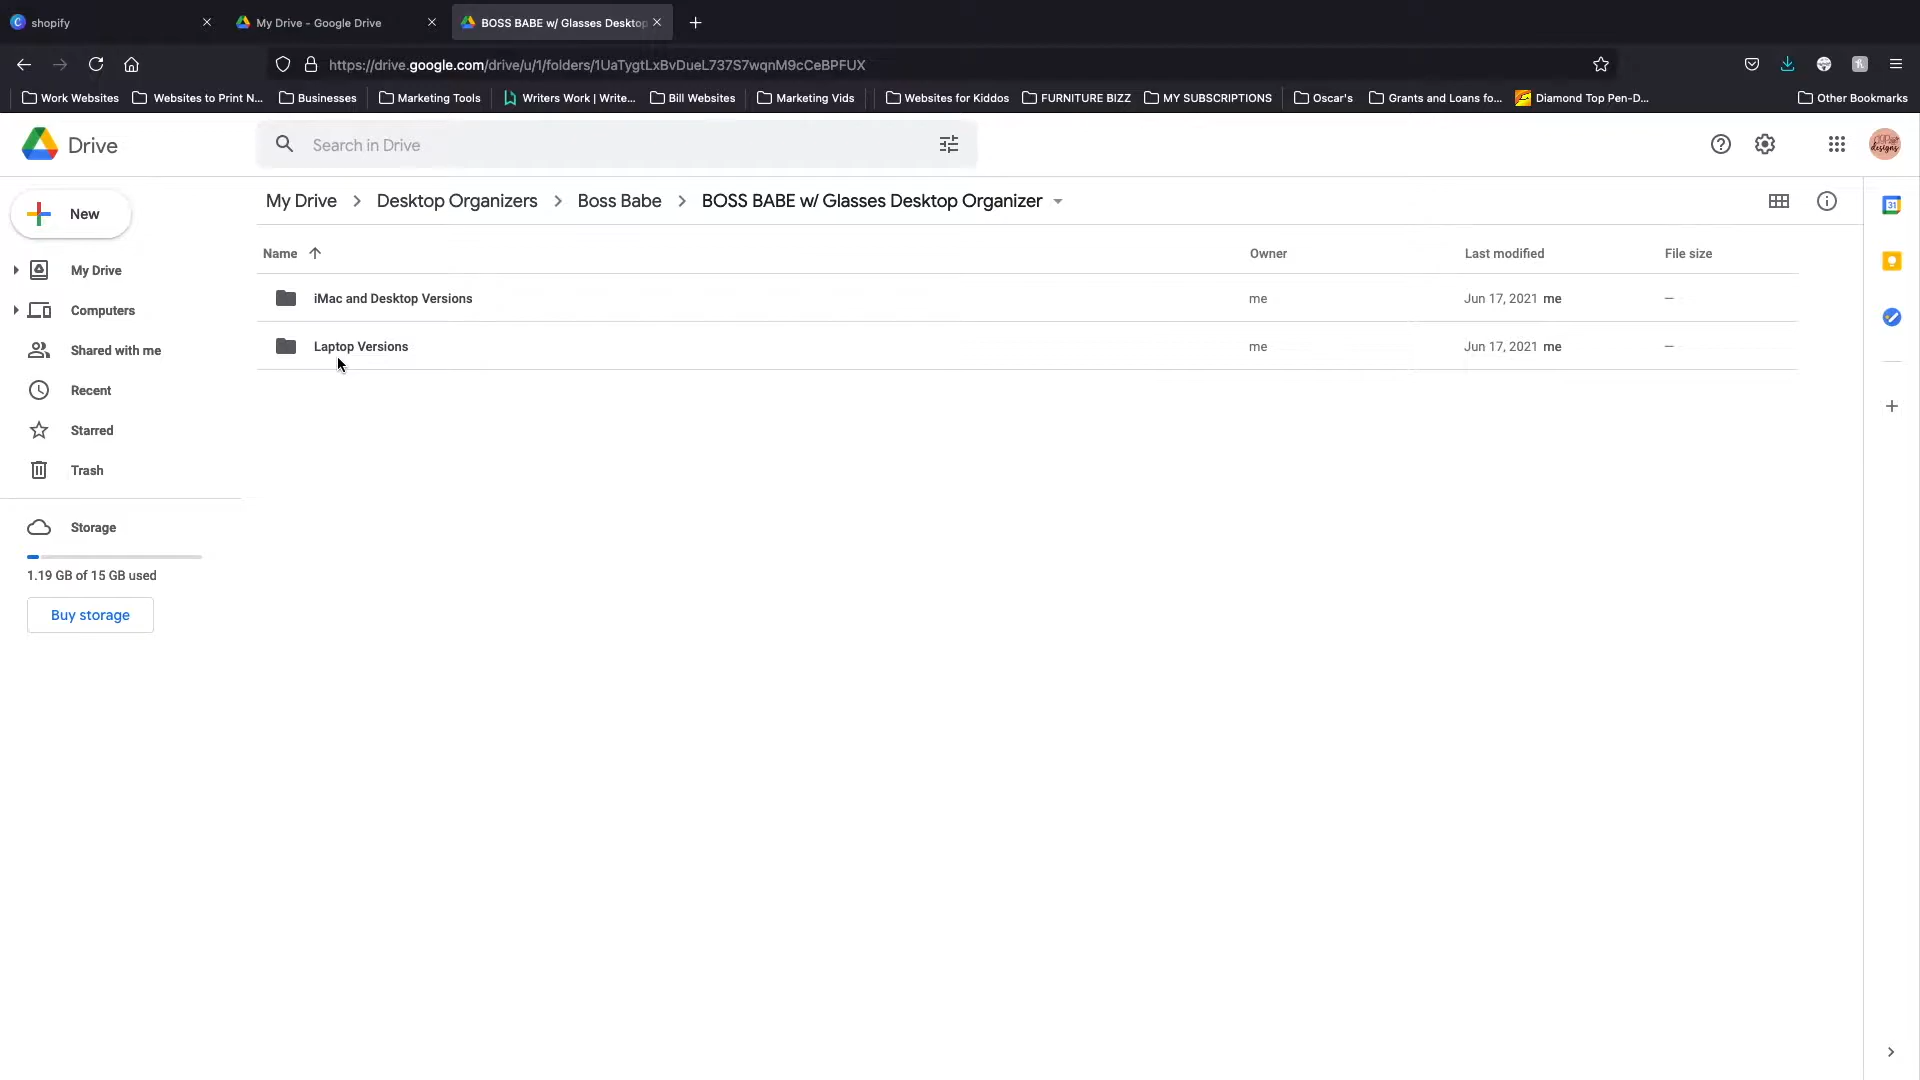 shopify
My Drive - Google Drive
BOSS BABE w/ Glasses Desktop
https://drive.google.com/drive/u/1/folders/1UaTygtLxBvDueL737S7wqnM9cCeBPFUX
Work Websites
Websites to Print N...
Businesses
Marketing Tools
Writers Work | Write...
Bill Websites
Marketing Vids
Websites for Kiddos
FURNITURE BIZZ
MY SUBSCRIPTIONS
Oscar's
Grants and Loans fo...
Diamond Top Pen-D...
Other Bookmarks
Drive
Search in Drive
New
My Drive
Computers
Shared with me
Recent
Starred
Trash
Storage
1.19 GB of 15 GB used
Buy storage
My Drive > Desktop Organizers > Boss Babe > BOSS BABE w/ Glasses Desktop Organizer
Name Owner Last modified File size
iMac and Desktop Versions me Jun 17, 2021 me —
Laptop Versions me Jun 17, 2021 me —
31